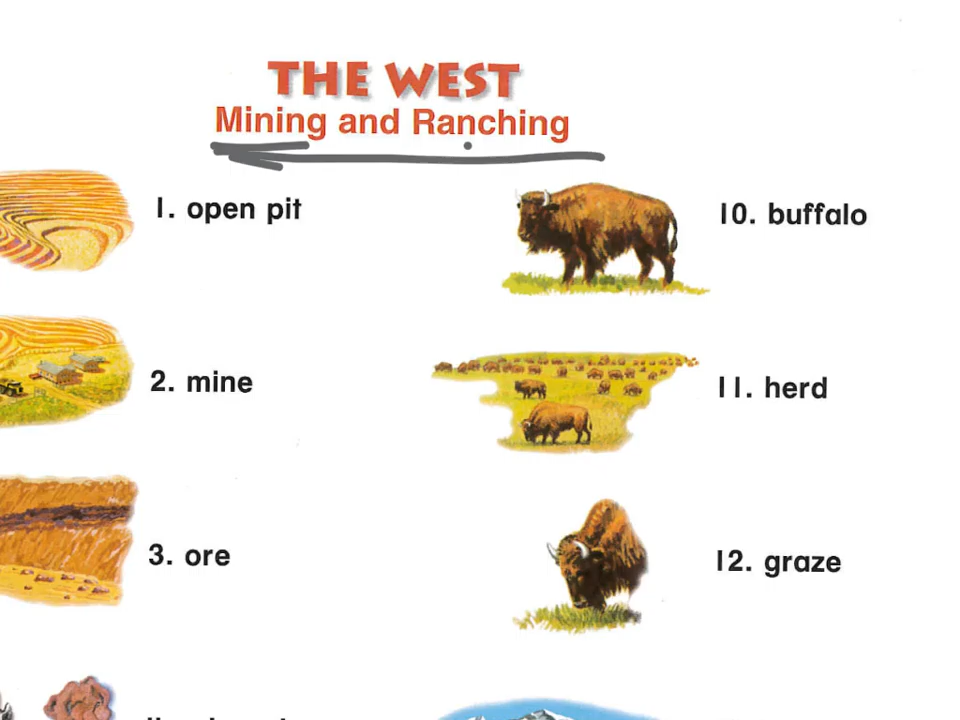 THE WEST
Mining and Ranching
1. open pit
10. buffalo
2. mine
11. herd
3. ore
12. graze